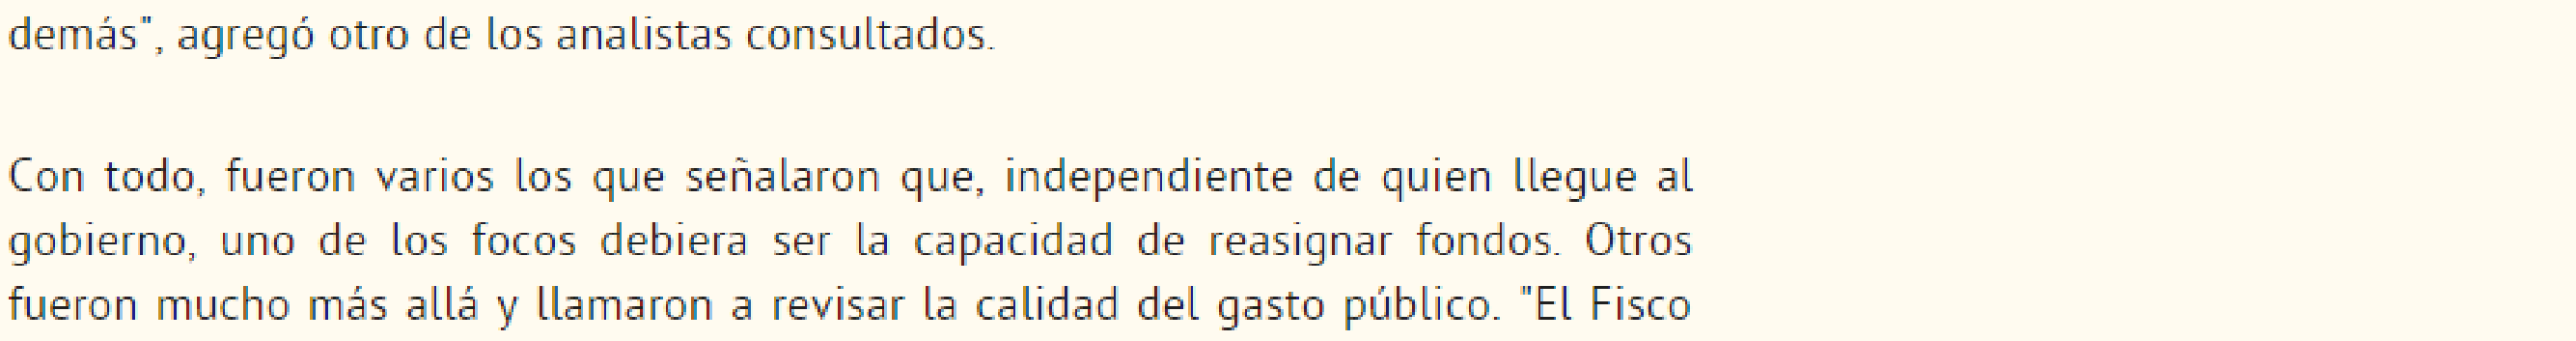 demás", agregó otro de los analistas consultados.
Con todo, fueron varios los que señalaron que, independiente de quien llegue al
gobierno, uno de los focos debiera ser la capacidad de reasignar fondos. Otros
fueron mucho más allá y llamaron a revisar la calidad del gasto público. "El Fisco